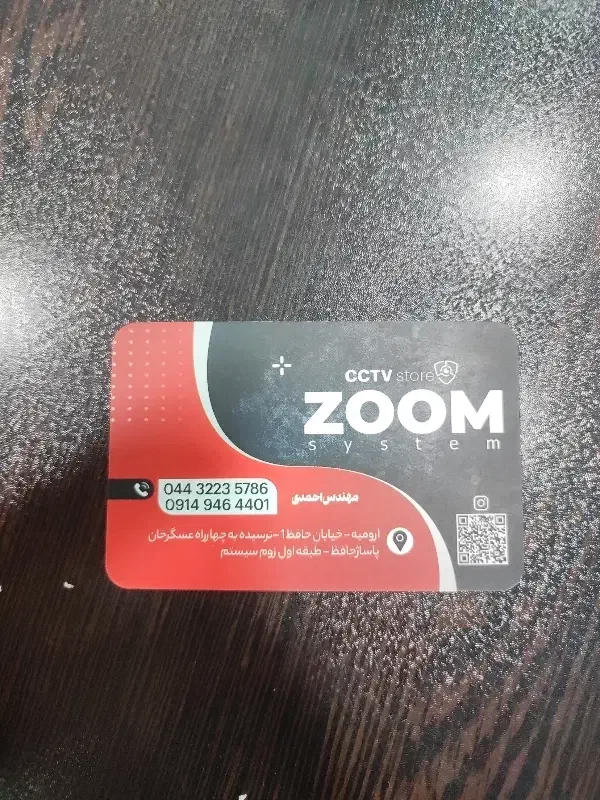 CCTV store
ZOOM
system
044 3223 5786
0914 946 4401
مهندس احمدی
ارومیه - خیابان حافظ 1 - نرسیده به چهارراه عسگرخان
پاساژ حافظ - طبقه اول زوم سیستم